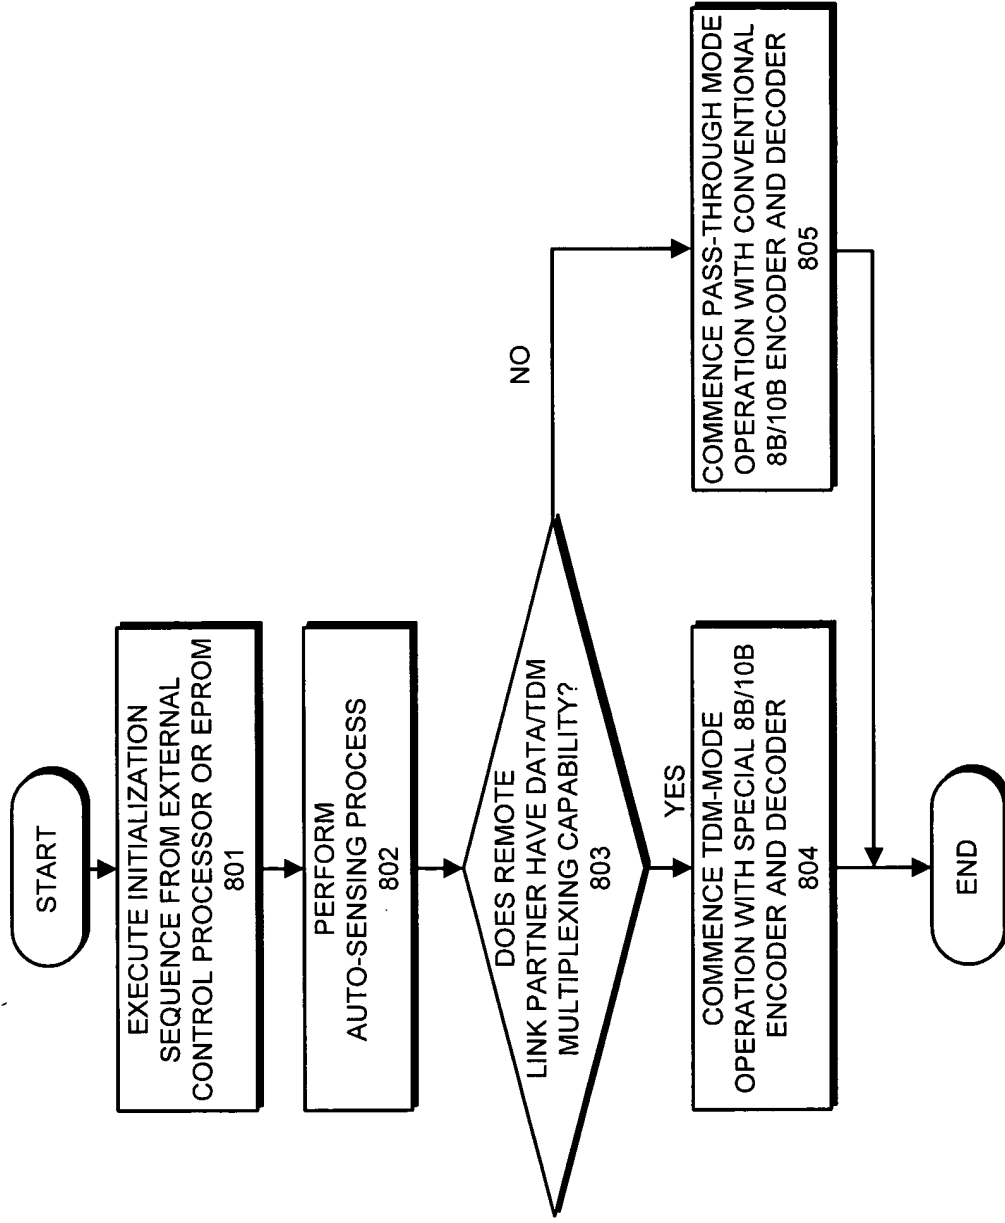 START
EXECUTE INITIALIZATION
SEQUENCE FROM EXTERNAL
CONTROL PROCESSOR OR EPROM
801
PERFORM
AUTO-SENSING PROCESS
802
DOES REMOTE
LINK PARTNER HAVE DATA/TDM
MULTIPLEXING CAPABILITY?
803
YES
NO
COMMENCE TDM-MODE
OPERATION WITH SPECIAL 8B/10B
ENCODER AND DECODER
804
COMMENCE PASS-THROUGH MODE
OPERATION WITH CONVENTIONAL
8B/10B ENCODER AND DECODER
805
END